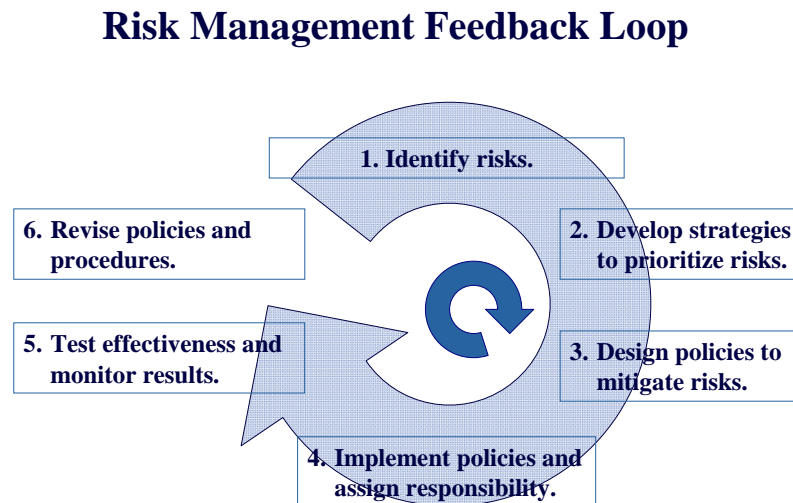 Risk Management Feedback Loop
1. Identify risks.
2. Develop strategies
to prioritize risks.
3. Design policies to
mitigate risks.
4. Implement policies and
assign responsibility.
5. Test effectiveness and
monitor results.
6. Revise policies and
procedures.